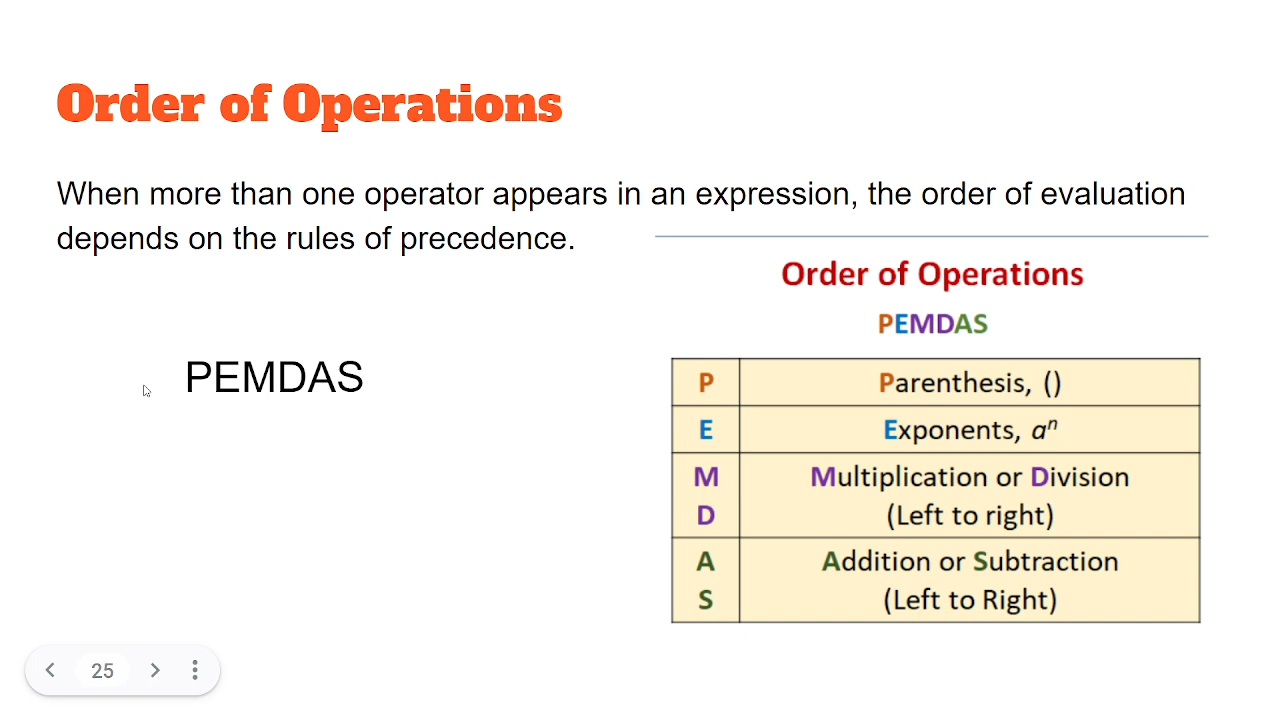 Order of Operations
When more than one operator appears in an expression, the order of evaluation
depends on the rules of precedence.
PEMDAS
Order of Operations
PEMDAS
P Parenthesis, ()
E Exponents, aⁿ
M Multiplication or Division
D (Left to right)
A Addition or Subtraction
S (Left to Right)
25